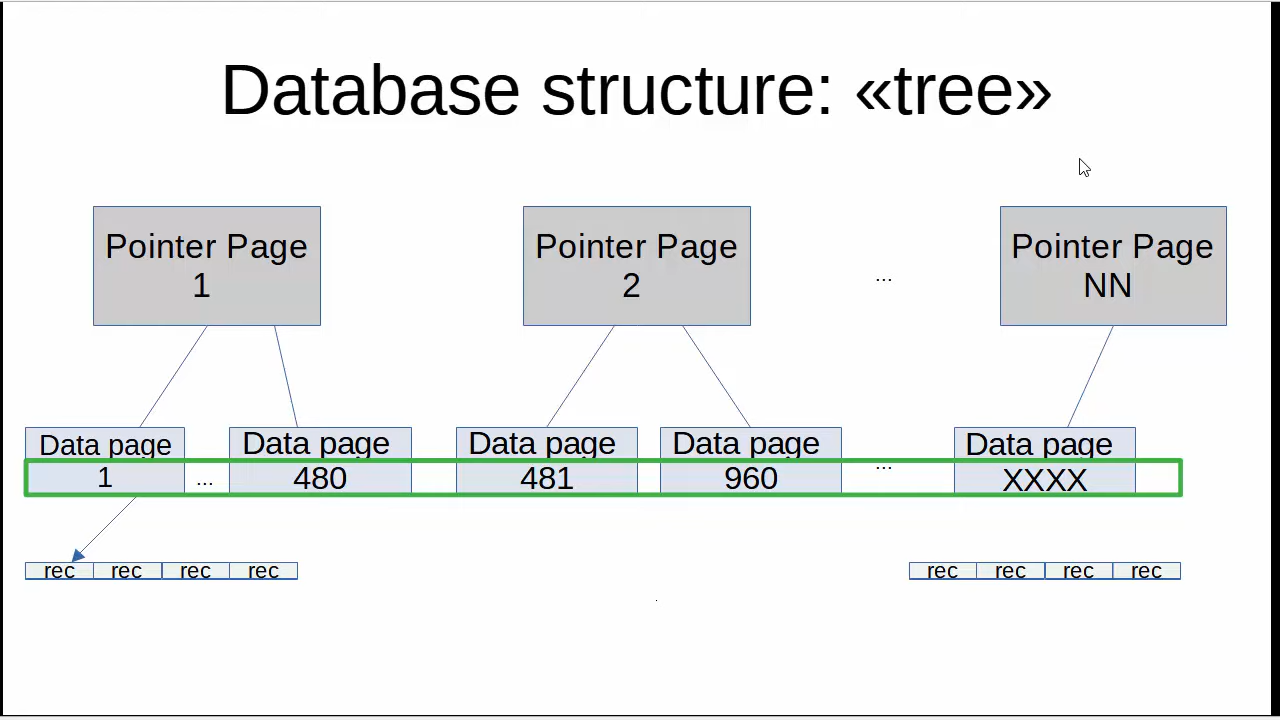 Database structure: «tree»
Pointer Page
1
Pointer Page
2
...
Pointer Page
NN
Data page
1
...
Data page
480
Data page
481
Data page
960
...
Data page
XXXX
rec rec rec rec
rec rec rec rec
.